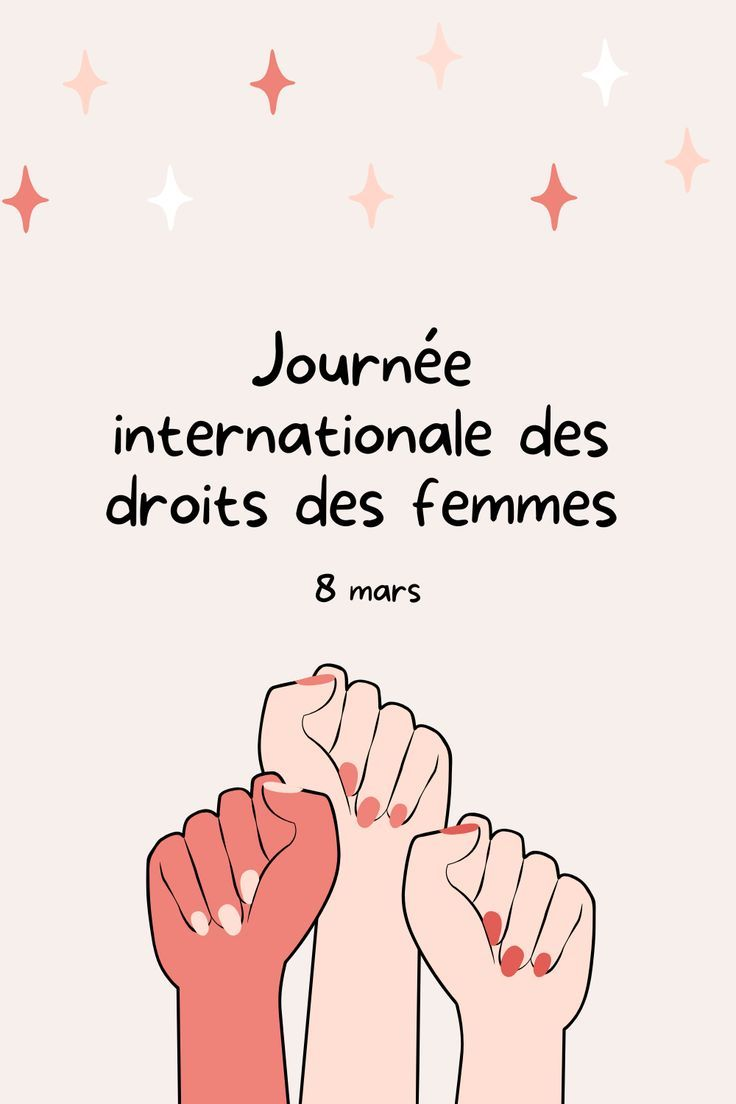 Journée
internationale des
droits des femmes
8 mars